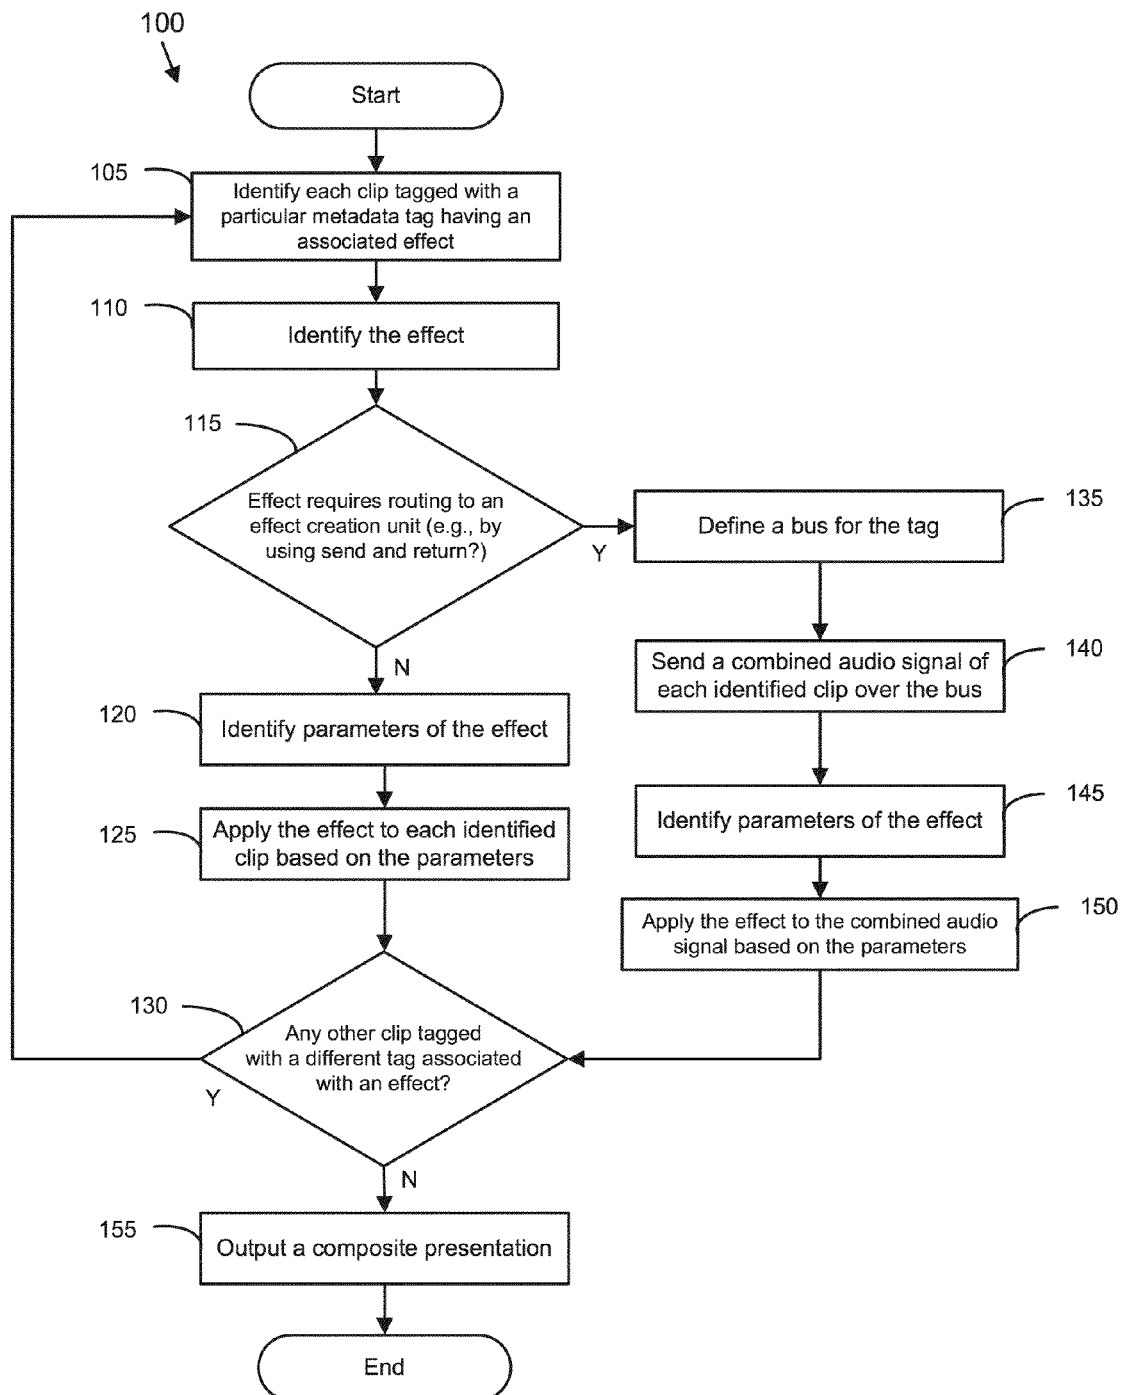 100
Start
105
Identify each clip tagged with a
particular metadata tag having an
associated effect
110
Identify the effect
115
Effect requires routing to an
effect creation unit (e.g., by
using send and return?)
Y
N
135
Define a bus for the tag
140
Send a combined audio signal of
each identified clip over the bus
120
Identify parameters of the effect
145
Identify parameters of the effect
125
Apply the effect to each identified
clip based on the parameters
150
Apply the effect to the combined audio
signal based on the parameters
130
Any other clip tagged
with a different tag associated
with an effect?
Y
N
155
Output a composite presentation
End